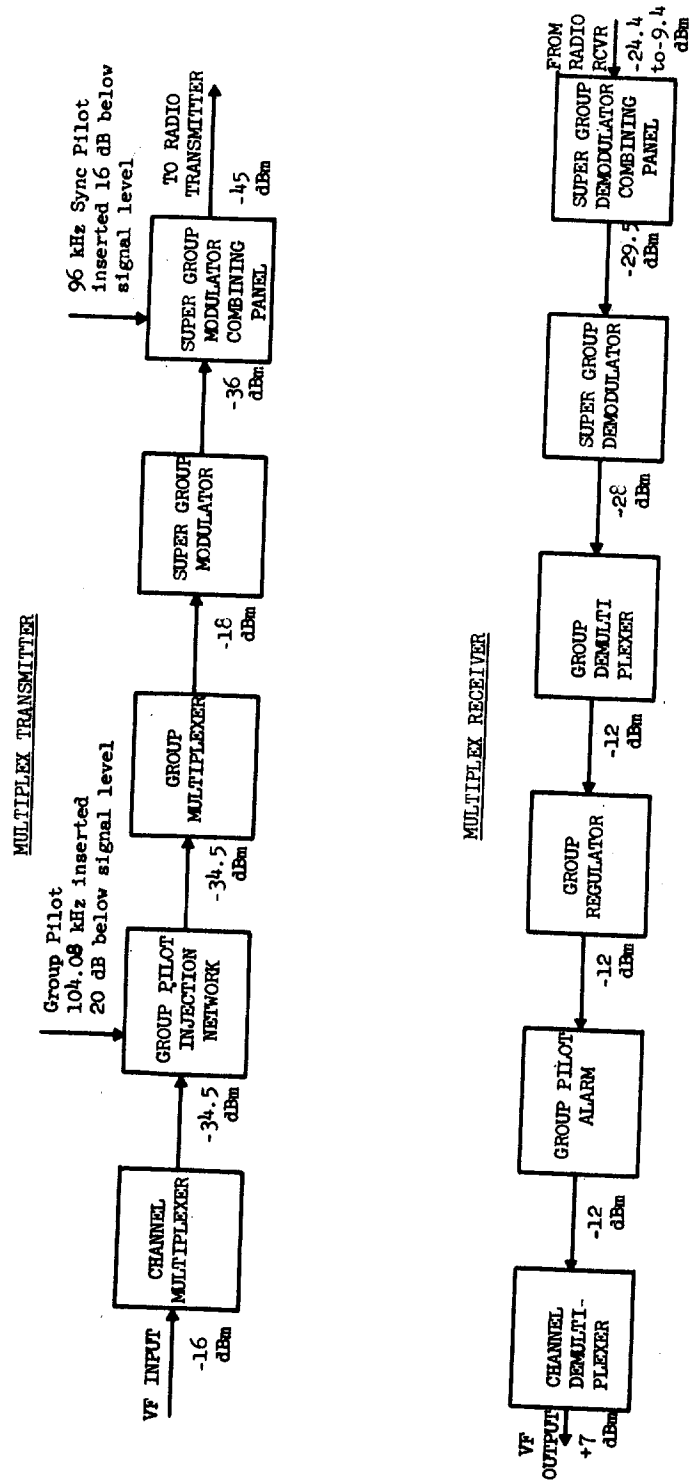 MULTIPLEX TRANSMITTER
VF INPUT
-16
dBm
CHANNEL
MULTIPLEXER
-34.5
dBm
Group Pilot
104.08 kHz inserted
20 dB below signal level
GROUP PILOT
INJECTION
NETWORK
-34.5
dBm
GROUP
MULTIPLEXER
-18
dBm
SUPER GROUP
MODULATOR
-36
dBm
96 kHz Sync Pilot
inserted 16 dB below
signal level
SUPER GROUP
MODULATOR
COMBINING
PANEL
TO RADIO
TRANSMITTER
-45
dBm
MULTIPLEX RECEIVER
VF
OUTPUT
+7
dBm
CHANNEL
DEMULTI-
PLEXER
-12
dBm
GROUP PILOT
ALARM
-12
dBm
GROUP
REGULATOR
-12
dBm
GROUP
DEMULTI
PLEXER
-28
dBm
SUPER GROUP
DEMODULATOR
-29.5
dBm
SUPER GROUP
DEMODULATOR
COMBINING
PANEL
FROM
RADIO
RCVR
-24.4
to-9.4
dBm